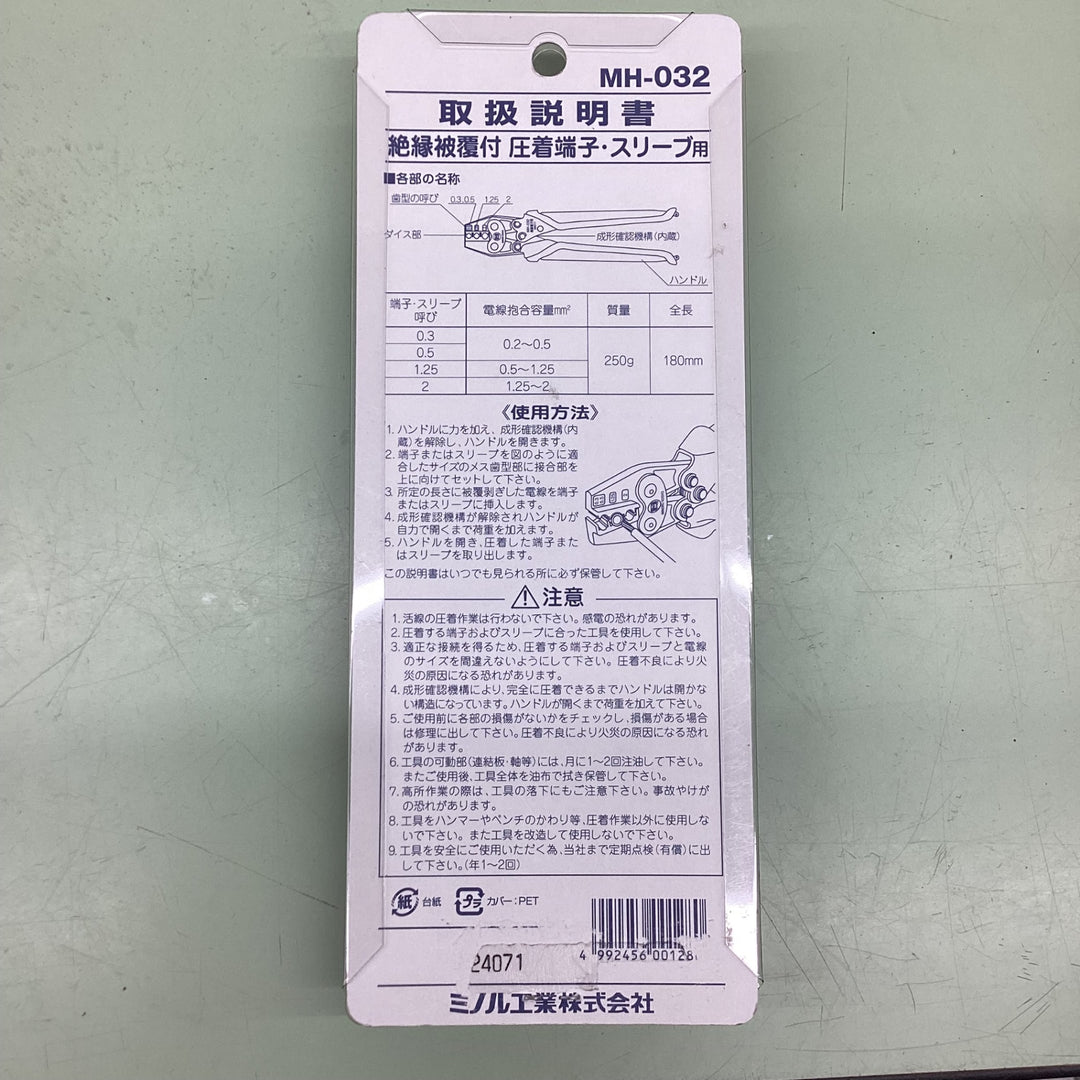 MH-032
取扱説明書
絶縁被覆付 圧着端子・スリーブ用
■各部の名称
歯型の呼び 0.3,0.5 1.25 2
ダイス部
成形確認機構(内蔵)
ハンドル
端子・スリーブ呼び 電線抱合容量mm² 質量 全長
0.3
0.5
0.2〜0.5
1.25 0.5〜1.25
2 1.25〜2
250g 180mm
《使用方法》
1. ハンドルに力を加え、成形確認機構(内
蔵)を解除し、ハンドルを開きます。
2. 端子またはスリーブを図のように適
合したサイズのメス歯型部に接合部を
上に向けてセットして下さい。
3. 所定の長さに被覆剥ぎした電線を端子
またはスリーブに挿入します。
4. 成形確認機構が解除されハンドルが
自力で開くまで荷重を加えます。
5. ハンドルを開き、圧着した端子また
はスリーブを取り出します。
この説明書はいつでも見られる所に必ず保管して下さい。
注意
1. 活線の圧着作業は行わないで下さい。感電の恐れがあります。
2. 圧着する端子およびスリーブに合った工具を使用して下さい。
3. 適正な接続を得るため、圧着する端子およびスリーブと電線
のサイズを間違えないようにして下さい。圧着不良により火
災の原因になる恐れがあります。
4. 成形確認機構により、完全に圧着できるまでハンドルは開かな
い構造になっています。ハンドルが開くまで荷重を加えて下さい。
5. ご使用前に各部の損傷がないかをチェックし、損傷がある場合
は修理に出して下さい。圧着不良により火災の原因になる恐れ
があります。
6. 工具の可動部(連結板・軸等)には、月に1〜2回注油して下さい。
またご使用後、工具全体を油布で拭き保管して下さい。
7. 高所作業の際は、工具の落下にもご注意下さい。事故やけが
の恐れがあります。
8. 工具をハンマーやペンチのかわり等、圧着作業以外に使用しな
いで下さい。また工具を改造して使用しないで下さい。
9. 工具を安全にご使用いただく為、当社まで定期点検(有償)に出
して下さい。(年1〜2回)
紙 台紙 プラ カバー:PET
4 992456 00128
24071
ミノル工業株式会社